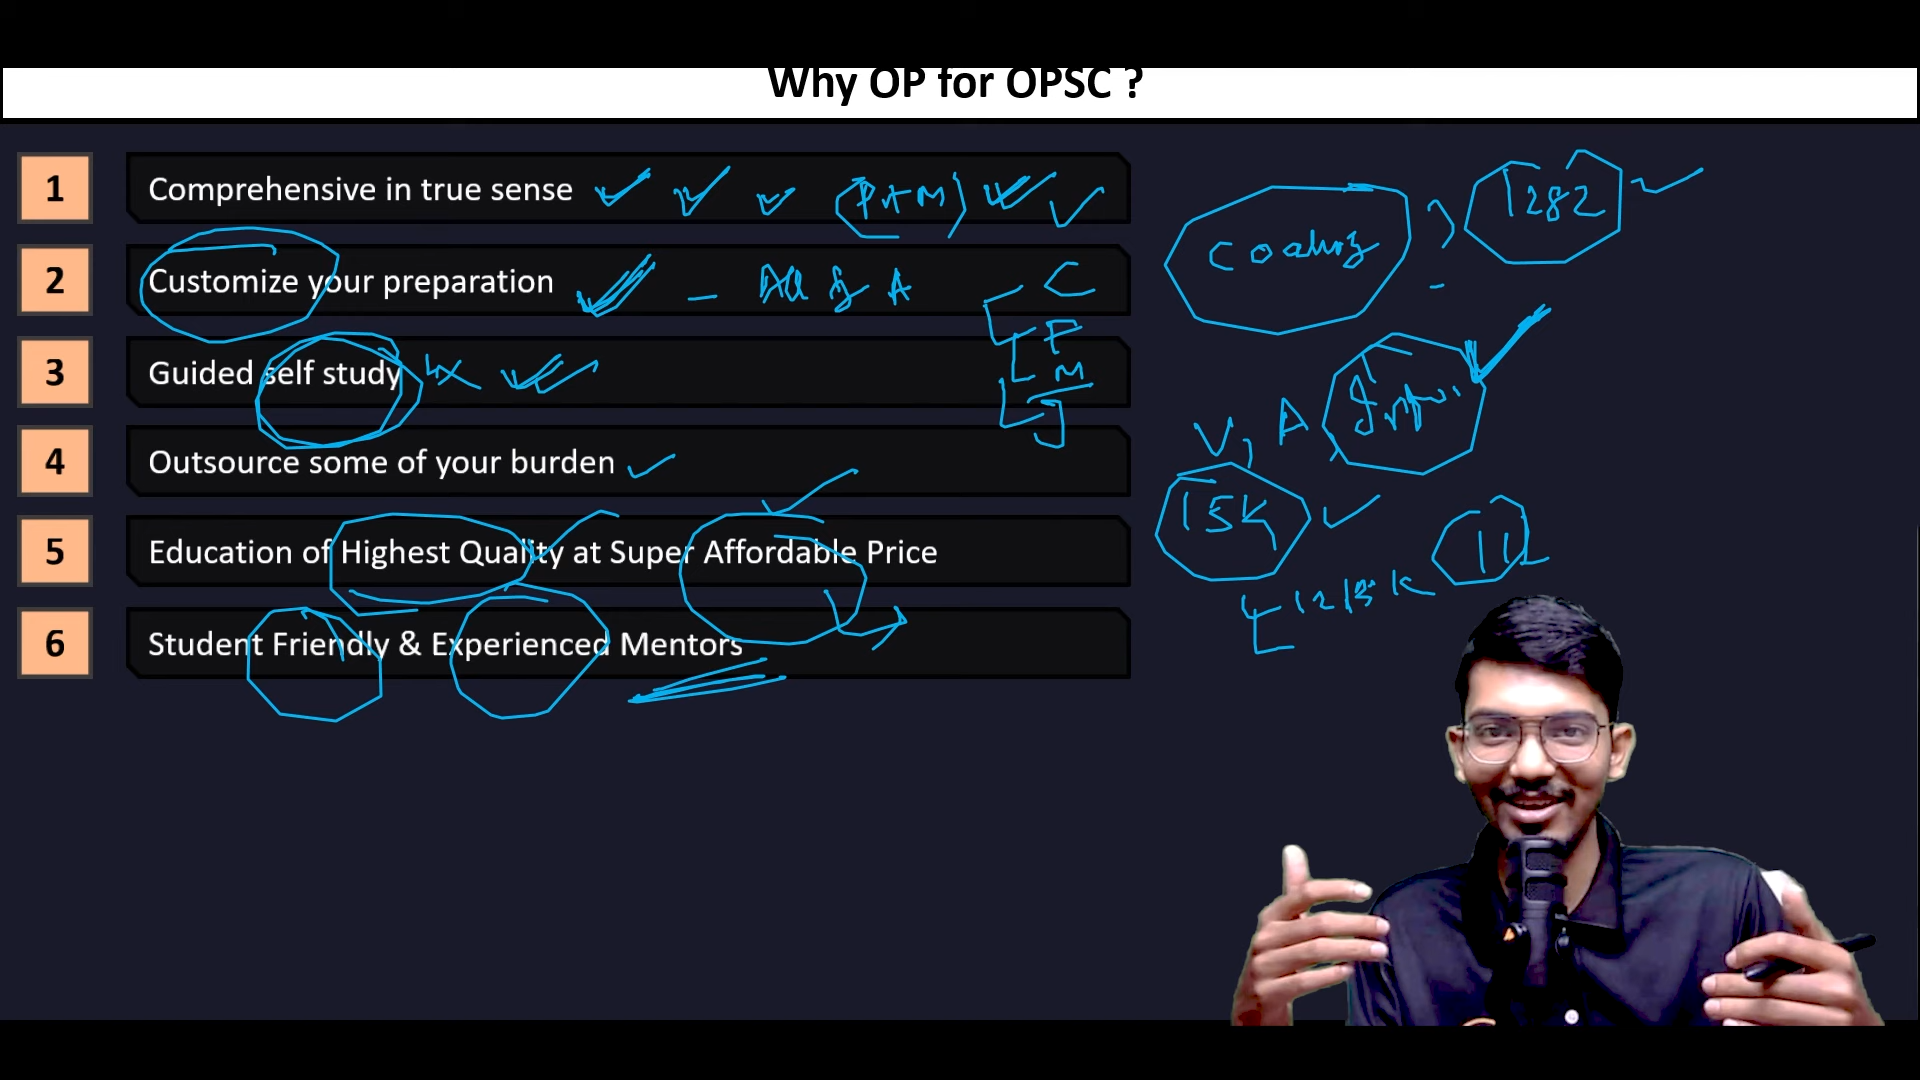 Why OP for OPSC ?
1 Comprehensive in true sense (Pr+M)
2 Customize your preparation - C
3 Guided self study 4x F
M
J
4 Outsource some of your burden
5 Education of Highest Quality at Super Affordable Price
6 Student Friendly & Experienced Mentors
1282
V, A,
15K